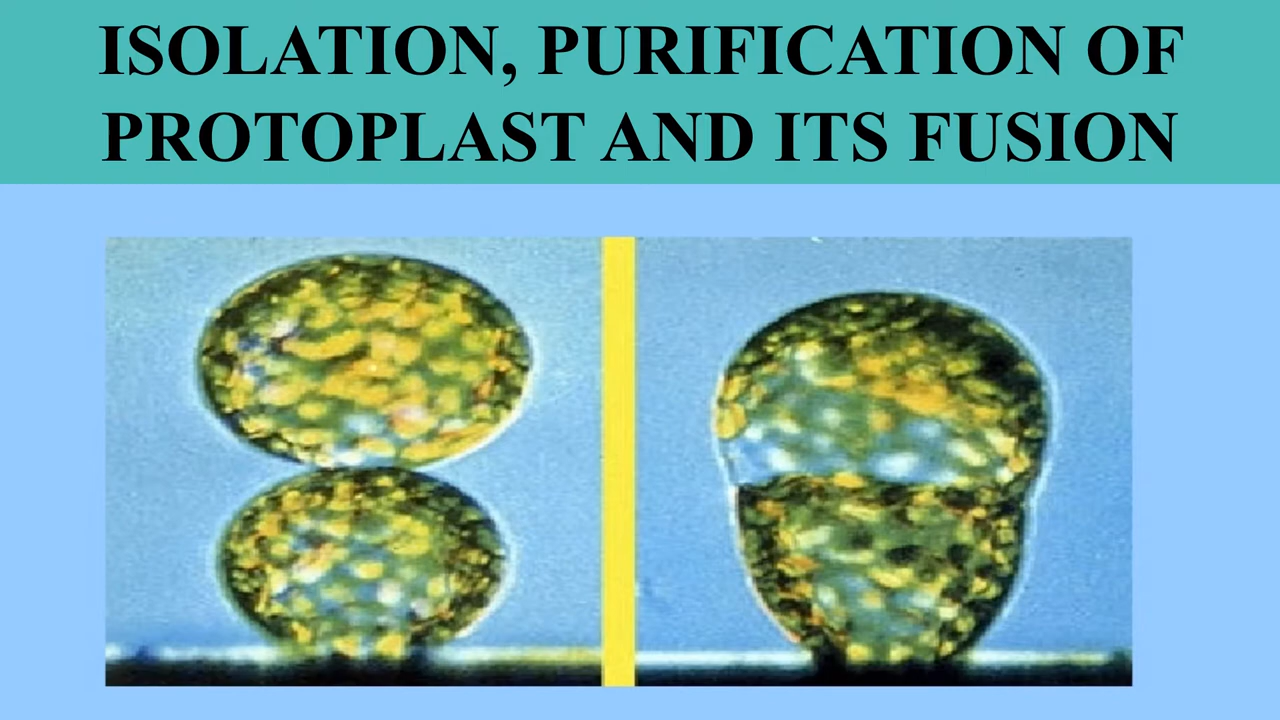 ISOLATION, PURIFICATION OF
PROTOPLAST AND ITS FUSION